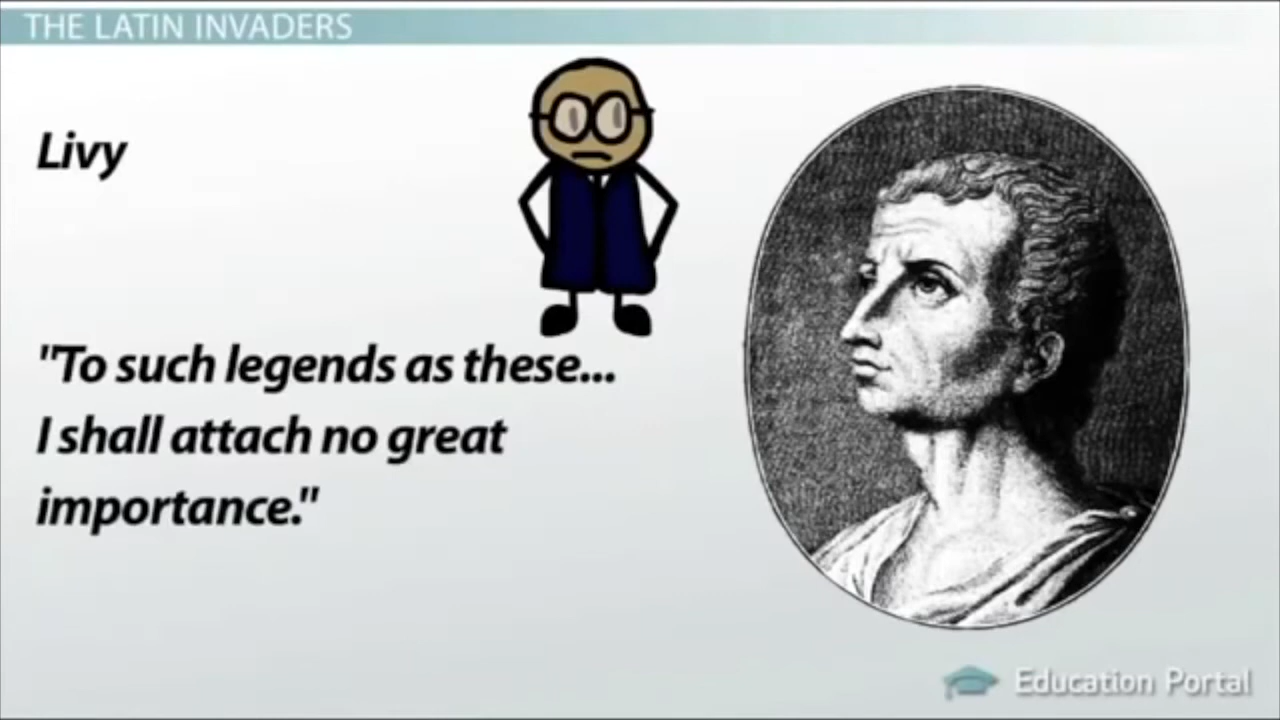 THE LATIN INVADERS
Livy
"To such legends as these...
I shall attach no great
importance."
Education Portal